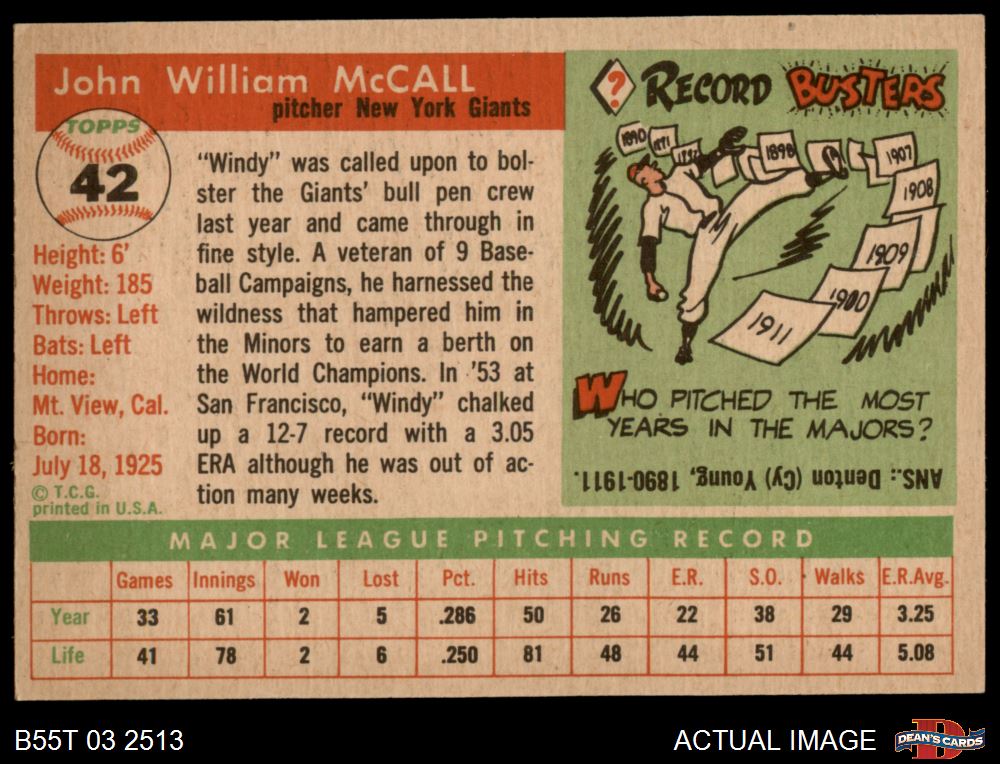 John William McCALL
pitcher New York Giants
TOPPS
42
Height: 6'
Weight: 185
Throws: Left
Bats: Left
Home:
Mt. View, Cal.
Born:
July 18, 1925
© T.C.G.
printed in U.S.A.
"Windy" was called upon to bol-
ster the Giants' bull pen crew
last year and came through in
fine style. A veteran of 9 Base-
ball Campaigns, he harnessed the
wildness that hampered him in
the Minors to earn a berth on
the World Champions. In '53 at
San Francisco, "Windy" chalked
up a 12-7 record with a 3.05
ERA although he was out of ac-
tion many weeks.
? RECORD BUSTERS
1890
1891
1898
1907
1908
1909
1900
1911
WHO PITCHED THE MOST
YEARS IN THE MAJORS?
ANS.: Denton (Cy) Young, 1890-1911.
MAJOR LEAGUE PITCHING RECORD
Games Innings Won Lost Pct. Hits Runs E.R. S.O. Walks E.R.Avg.
Year 33 61 2 5 .286 50 26 22 38 29 3.25
Life 41 78 2 6 .250 81 48 44 51 44 5.08
B55T 03 2513
ACTUAL IMAGE
D
DEAN'S CARDS